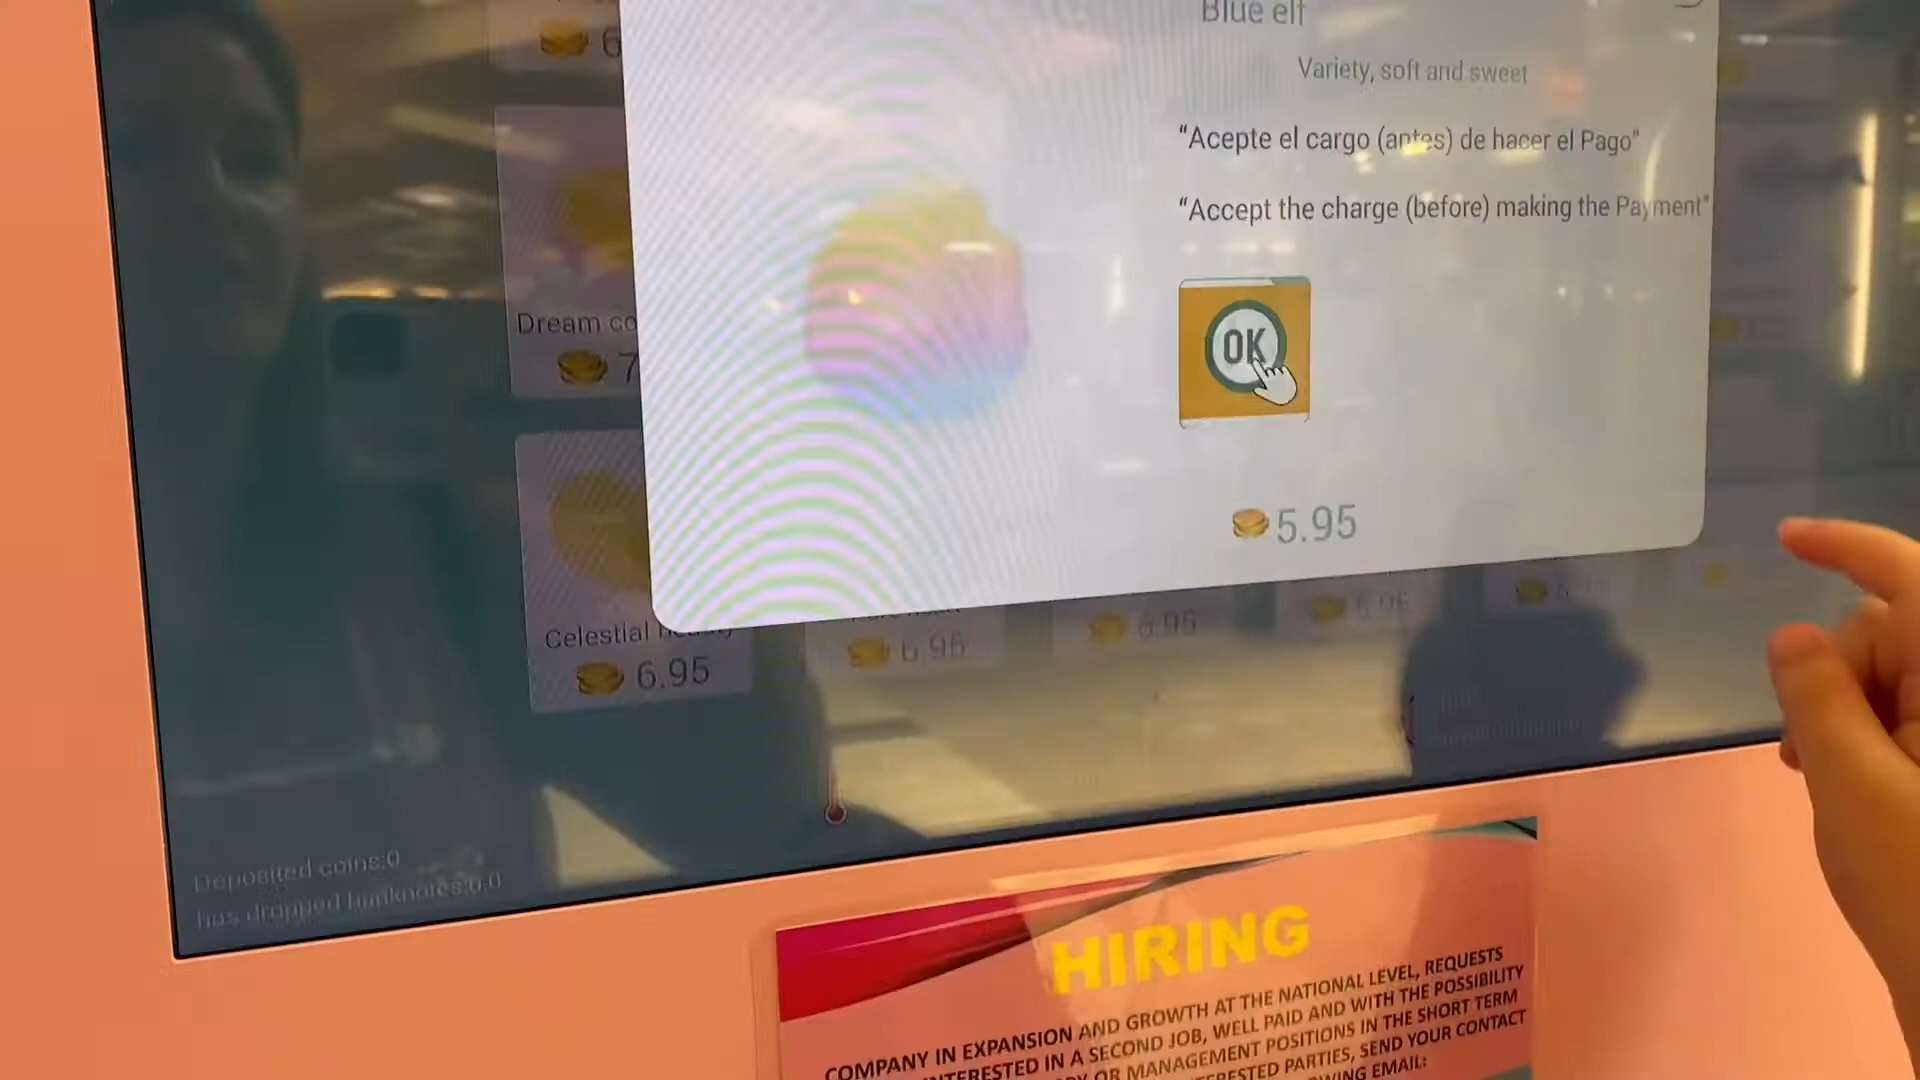 Blue elf
Variety, soft and sweet
“Acepte el cargo (antes) de hacer el Pago”
“Accept the charge (before) making the Payment”
OK
5.95
6
Dream co
7
Celestial
6.95
6.95
6.95
6.95
Deposited coins:0
has dropped banknotes:0.0
HIRING
COMPANY IN EXPANSION AND GROWTH AT THE NATIONAL LEVEL, REQUESTS
INTERESTED IN A SECOND JOB, WELL PAID AND WITH THE POSSIBILITY
OR MANAGEMENT POSITIONS IN THE SHORT TERM
PARTIES, SEND YOUR CONTACT
EMAIL: